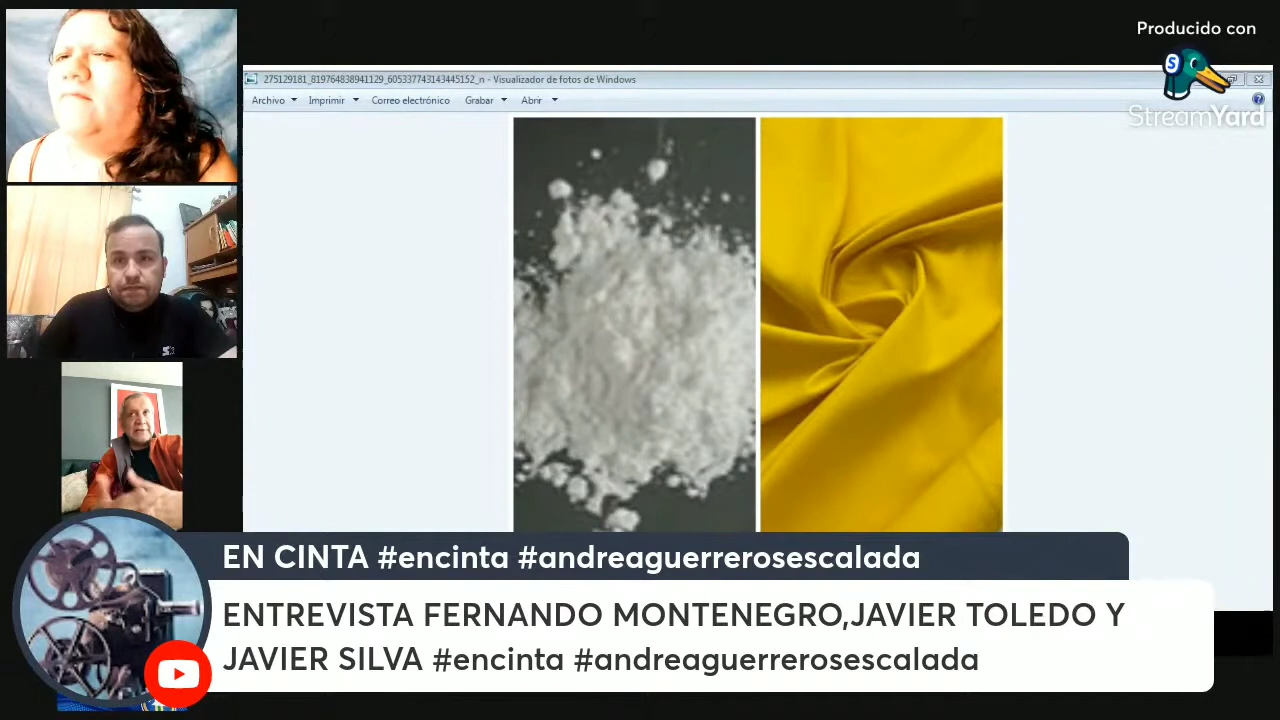 Producido con
S
StreamYard
275129181_819764838941129_605337743143445152_n - Visualizador de fotos de Windows
Archivo Imprimir Correo electrónico Grabar Abrir
EN CINTA #encinta #andreaguerrerosescalada
ENTREVISTA FERNANDO MONTENEGRO,JAVIER TOLEDO Y
JAVIER SILVA #encinta #andreaguerrerosescalada